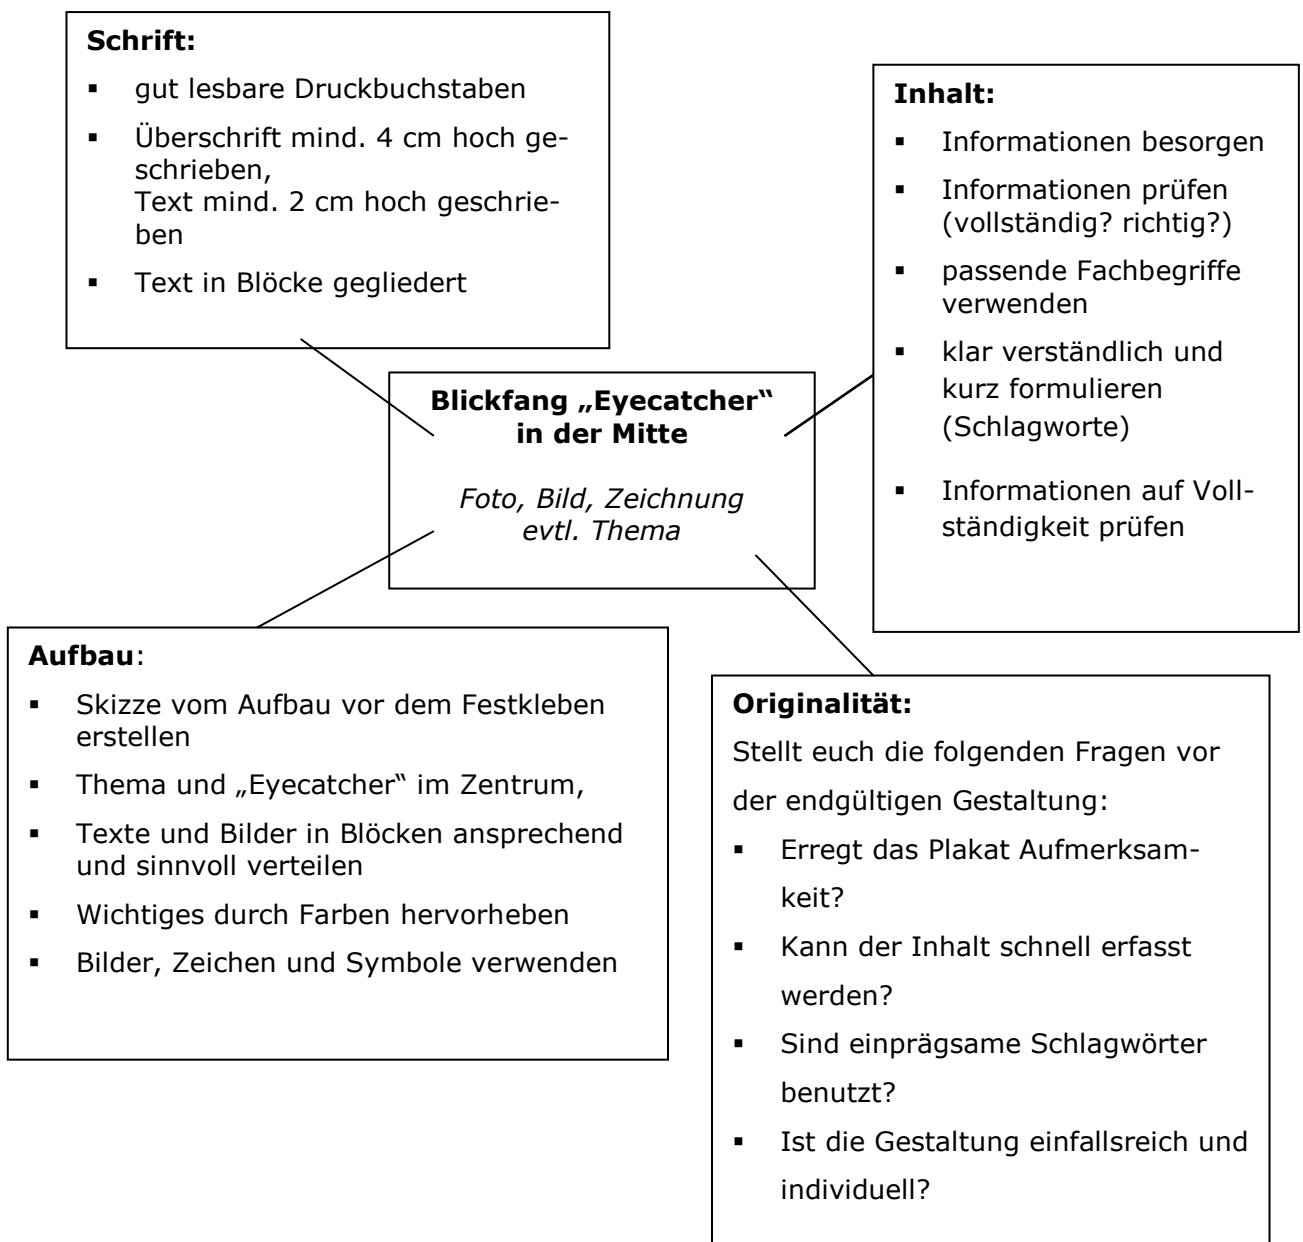 Schrift:
▪ gut lesbare Druckbuchstaben
▪ Überschrift mind. 4 cm hoch ge-
schrieben,
Text mind. 2 cm hoch geschrie-
ben
▪ Text in Blöcke gegliedert
Inhalt:
▪ Informationen besorgen
▪ Informationen prüfen
(vollständig? richtig?)
▪ passende Fachbegriffe
verwenden
▪ klar verständlich und
kurz formulieren
(Schlagworte)
▪ Informationen auf Voll-
ständigkeit prüfen
Blickfang „Eyecatcher“
in der Mitte
Foto, Bild, Zeichnung
evtl. Thema
Aufbau:
▪ Skizze vom Aufbau vor dem Festkleben
erstellen
▪ Thema und „Eyecatcher“ im Zentrum,
▪ Texte und Bilder in Blöcken ansprechend
und sinnvoll verteilen
▪ Wichtiges durch Farben hervorheben
▪ Bilder, Zeichen und Symbole verwenden
Originalität:
Stellt euch die folgenden Fragen vor
der endgültigen Gestaltung:
▪ Erregt das Plakat Aufmerksam-
keit?
▪ Kann der Inhalt schnell erfasst
werden?
▪ Sind einprägsame Schlagwörter
benutzt?
▪ Ist die Gestaltung einfallsreich und
individuell?